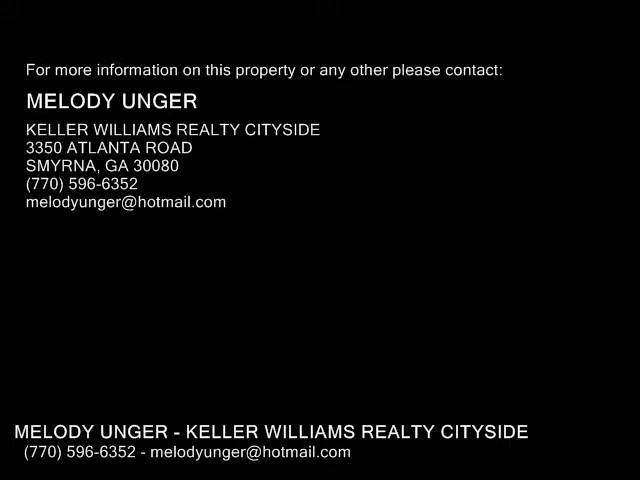 For more information on this property or any other please contact:
MELODY UNGER
KELLER WILLIAMS REALTY CITYSIDE
3350 ATLANTA ROAD
SMYRNA, GA 30080
(770) 596-6352
melodyunger@hotmail.com
MELODY UNGER - KELLER WILLIAMS REALTY CITYSIDE
(770) 596-6352 - melodyunger@hotmail.com